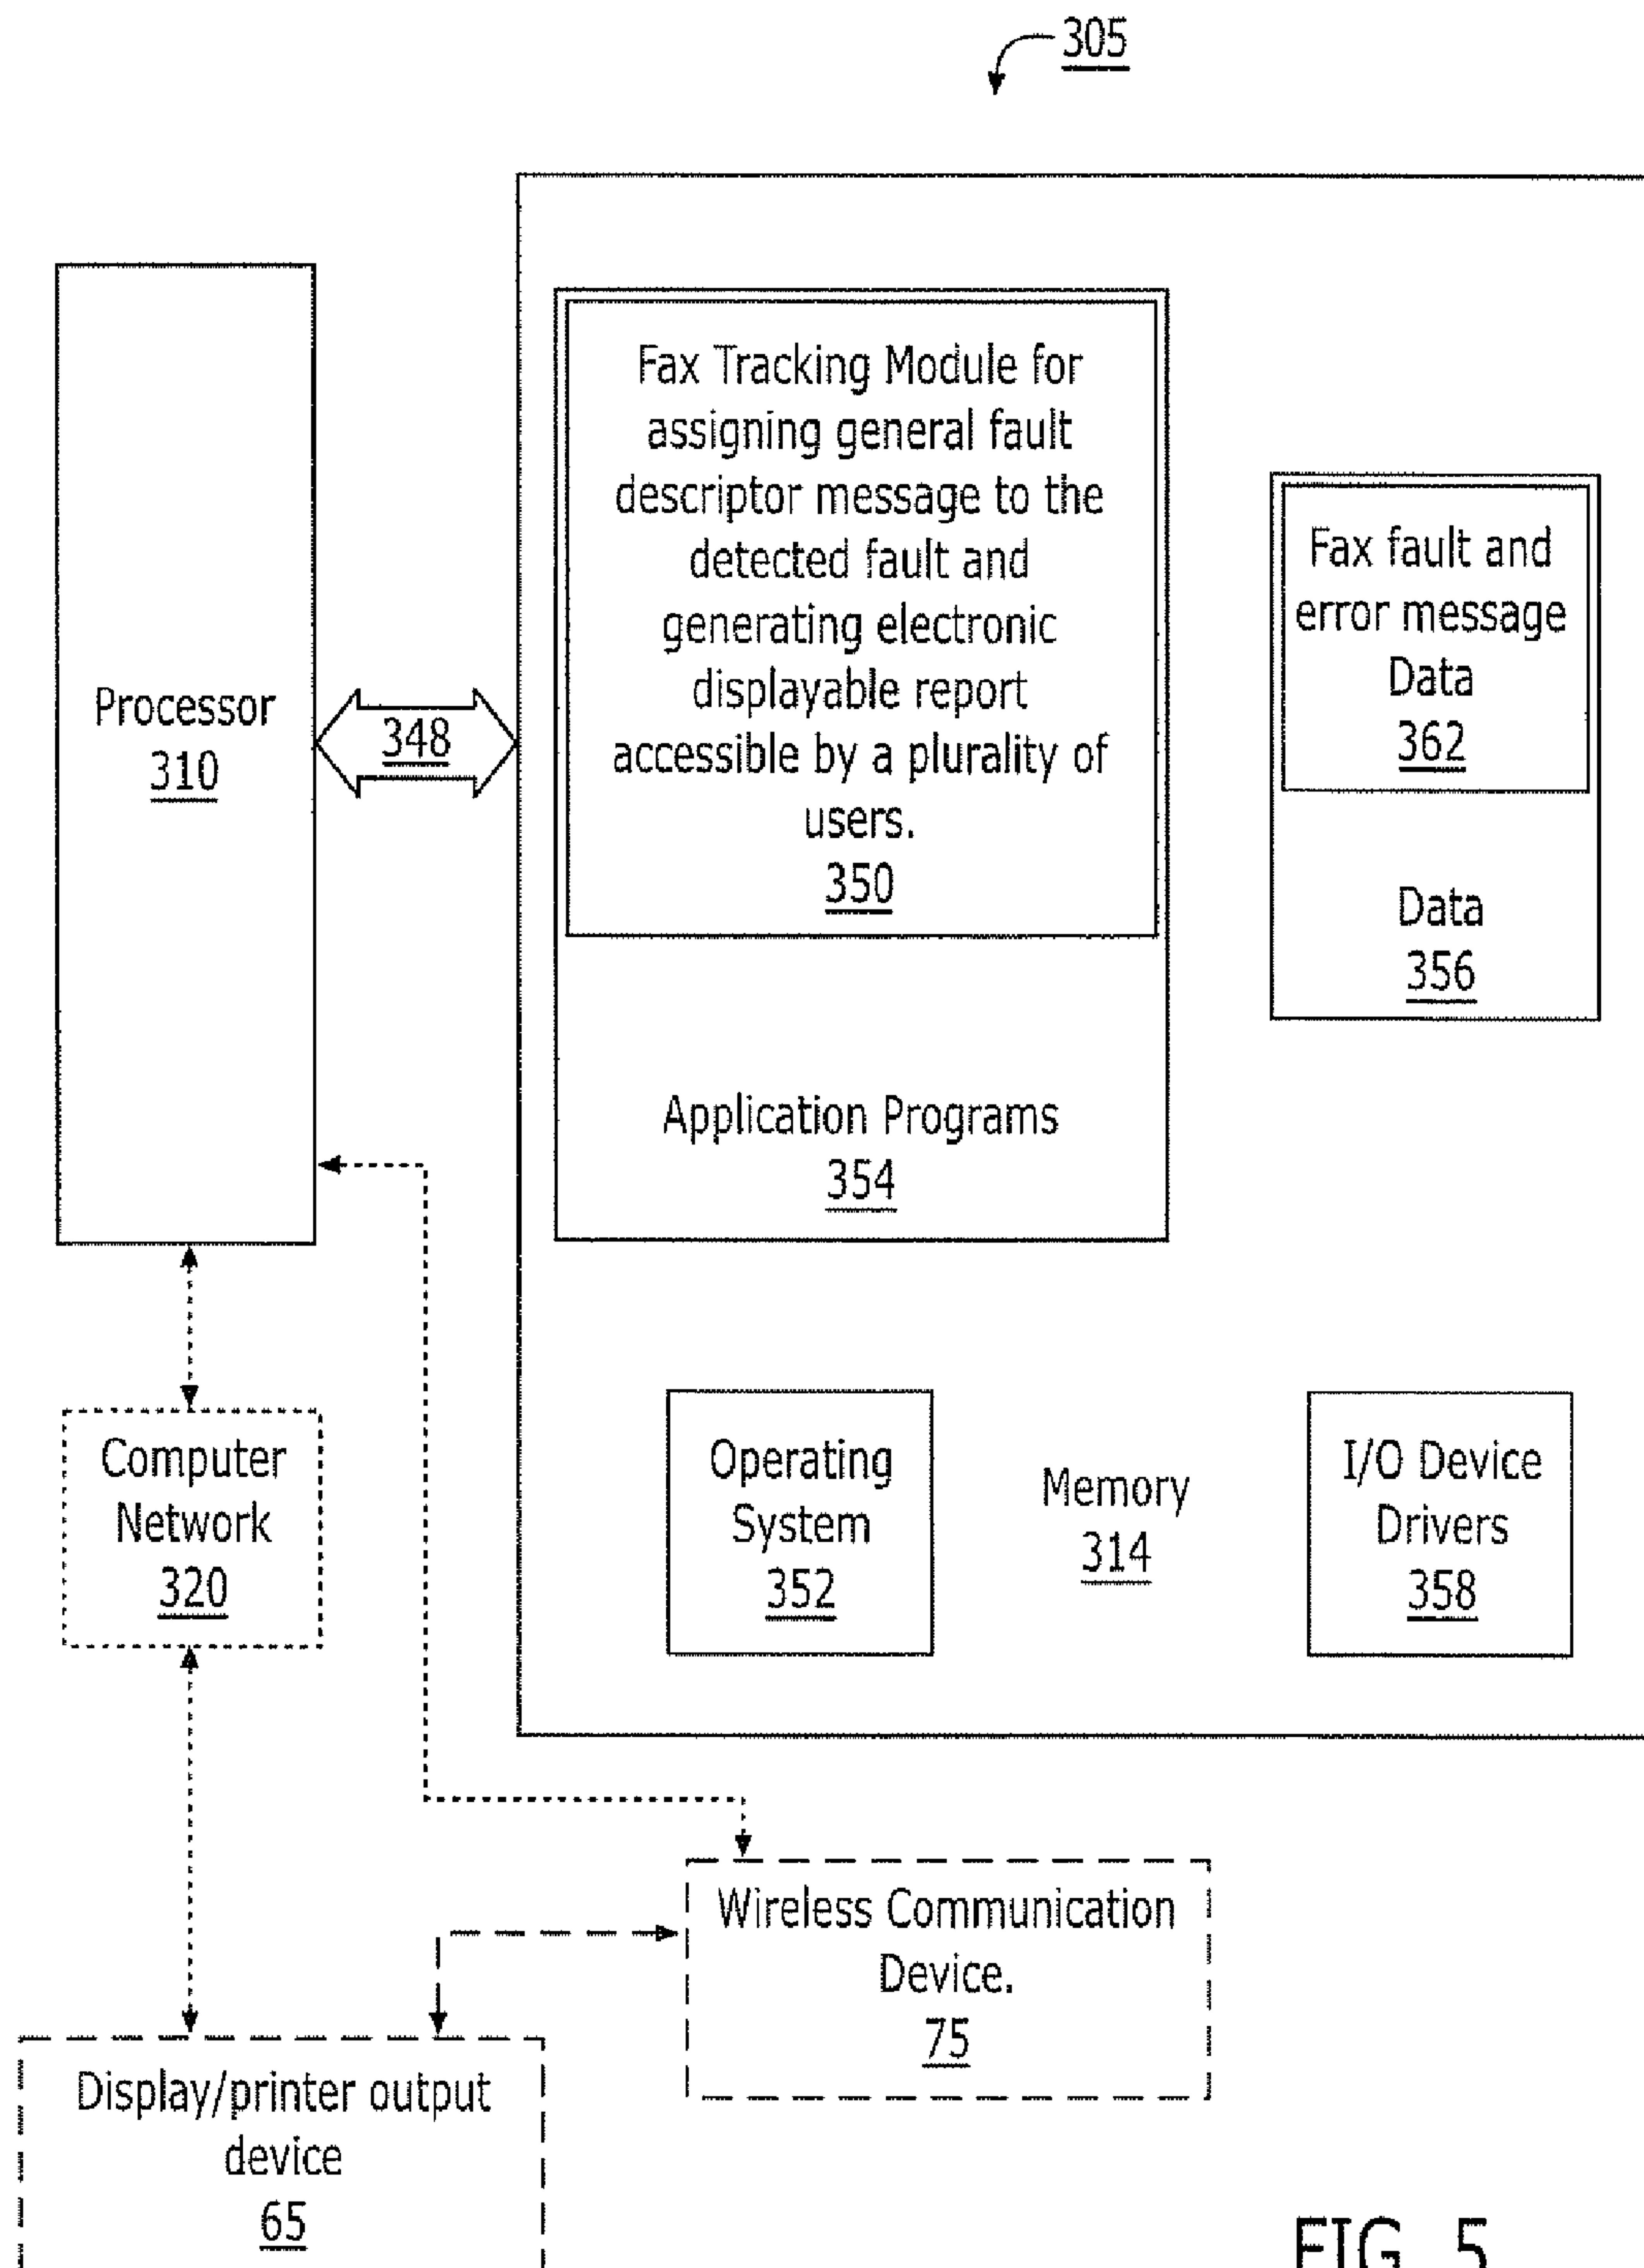 305
Processor
310
348
Fax Tracking Module for
assigning general fault
descriptor message to the
detected fault and
generating electronic
displayable report
accessible by a plurality of
users.
350
Application Programs
354
Fax fault and
error message
Data
362
Data
356
Operating
System
352
Memory
314
I/O Device
Drivers
358
Computer
Network
320
Wireless Communication
Device.
75
Display/printer output
device
65
FIG. 5